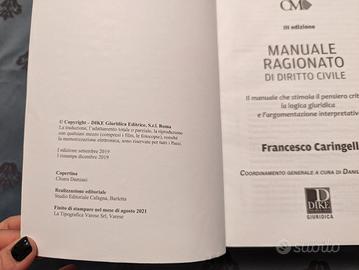 © Copyright - DIKE Giuridica Editrice, S.r.l. Roma
La traduzione, l'adattamento totale o parziale, la riproduzione
con qualsiasi mezzo (compresi i film, le fotocopie), nonché
la memorizzazione elettronica, sono riservate per tutti i Paesi.
I edizione settembre 2019
I ristampa dicembre 2019
Copertina
Chiara Damiani
Realizzazione editoriale
Studio Editoriale Cafagna, Barletta
Finito di stampare nel mese di agosto 2021
La Tipografica Varese Srl, Varese
CM
III edizione
MANUALE
RAGIONATO
DI DIRITTO CIVILE
Il manuale che stimola il pensiero crit
la logica giuridica
e l'argomentazione interpretativ
Francesco Caringell
COORDINAMENTO GENERALE A CURA DI DANIL
D
DIKE
GIURIDICA
subito